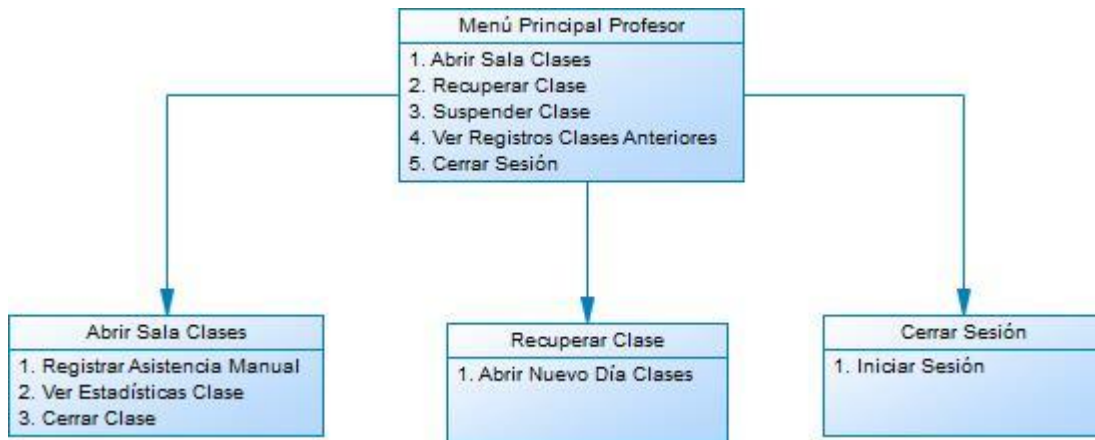 Menú Principal Profesor
1. Abrir Sala Clases
2. Recuperar Clase
3. Suspender Clase
4. Ver Registros Clases Anteriores
5. Cerrar Sesión
Abrir Sala Clases
1. Registrar Asistencia Manual
2. Ver Estadísticas Clase
3. Cerrar Clase
Recuperar Clase
1. Abrir Nuevo Día Clases
Cerrar Sesión
1. Iniciar Sesión